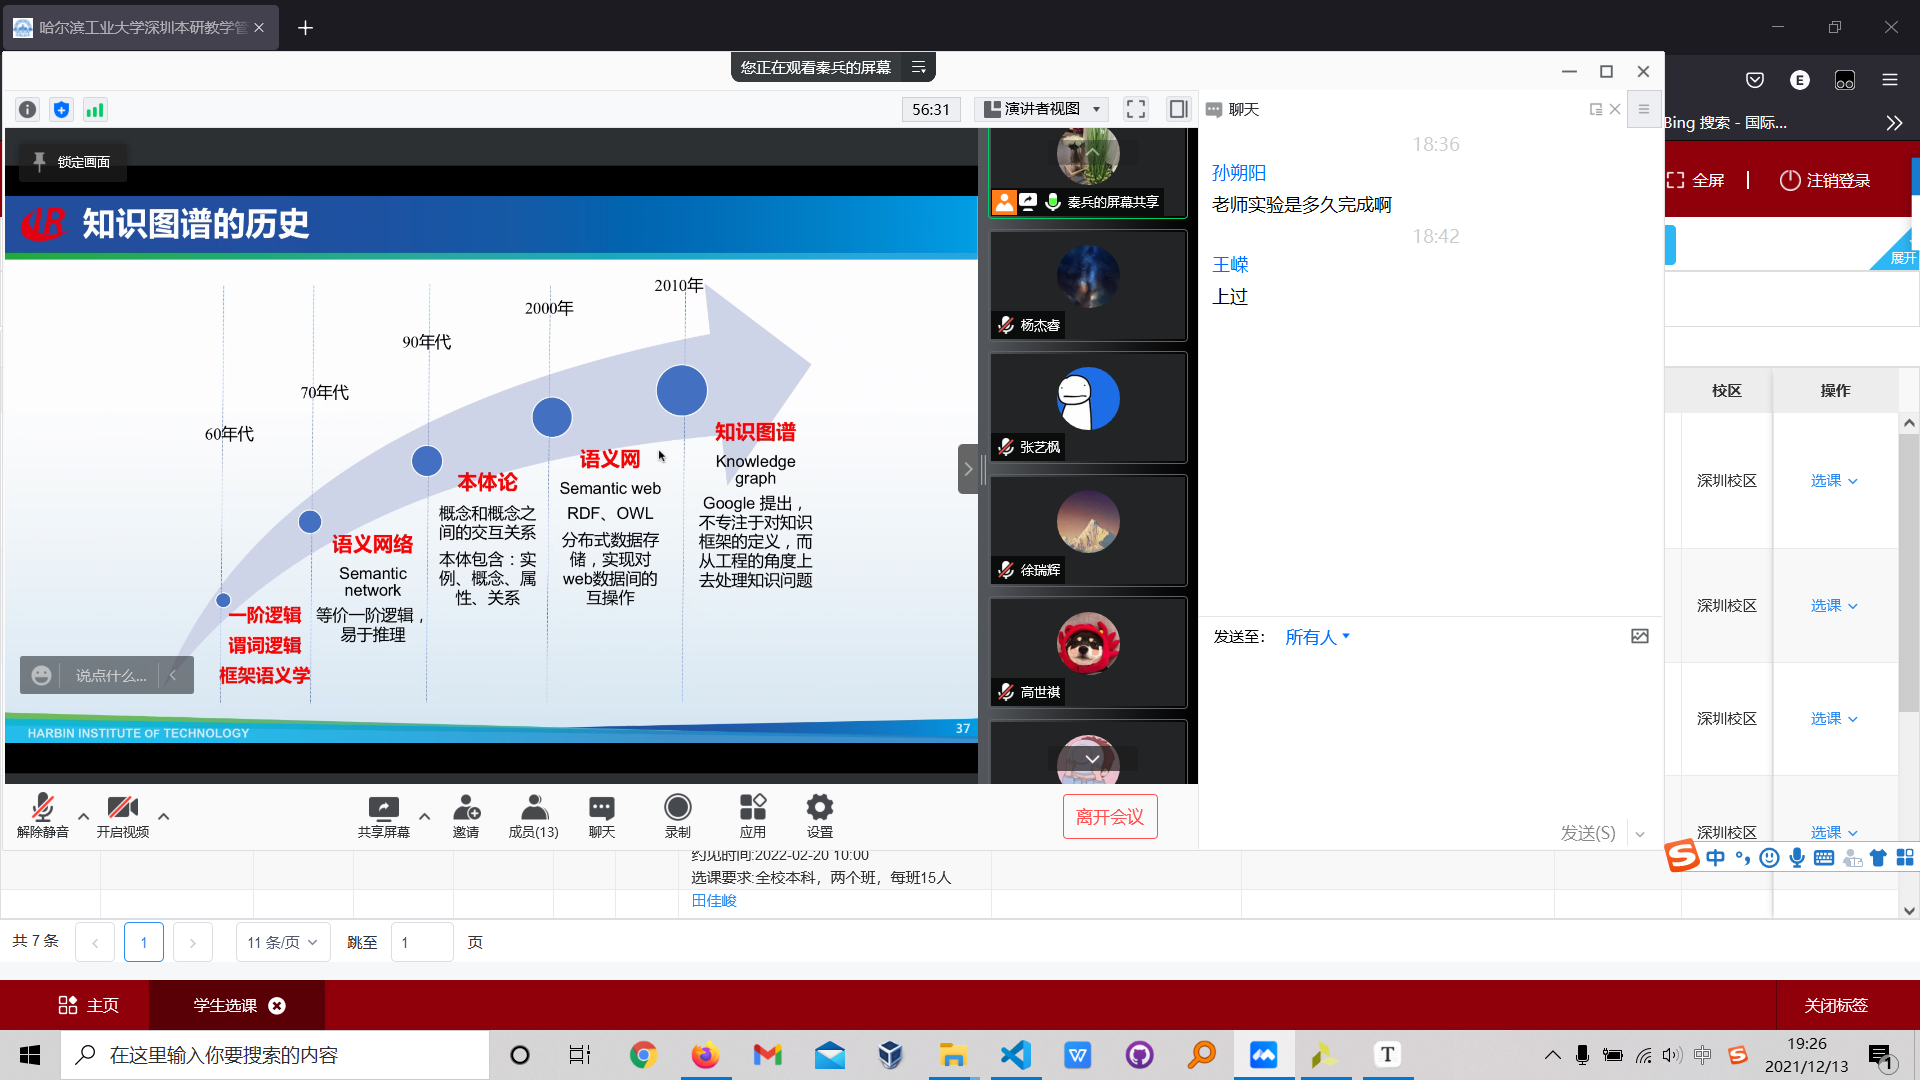 哈尔滨工业大学深圳本研教学管
您正在观看秦兵的屏幕
56:31
演讲者视图
聊天
Bing 搜索 - 国际...
锁定画面
知识图谱的历史
60年代
70年代
90年代
2000年
2010年
一阶逻辑
谓词逻辑
框架语义学
语义网络
Semantic
network
等价一阶逻辑，
易于推理
本体论
概念和概念之
间的交互关系
本体包含：实
例、概念、属
性、关系
语义网
Semantic web
RDF、OWL
分布式数据存
储，实现对
web数据间的
互操作
知识图谱
Knowledge
graph
Google 提出，
不专注于对知识
框架的定义，而
从工程的角度上
去处理知识问题
说点什么...
HARBIN INSTITUTE OF TECHNOLOGY
37
秦兵的屏幕共享
杨杰睿
张艺枫
徐瑞辉
高世祺
18:36
孙朔阳
老师实验是多久完成啊
18:42
王嵘
上过
发送至：
所有人
发送(S)
全屏
注销登录
展开
校区
操作
深圳校区
选课
深圳校区
选课
深圳校区
选课
深圳校区
选课
解除静音
开启视频
共享屏幕
邀请
成员(13)
聊天
录制
应用
设置
离开会议
中
约见时间:2022-02-20 10:00
选课要求:全校本科，两个班，每班15人
田佳峻
共 7 条
1
11 条/页
跳至
1
页
主页
学生选课
关闭标签
在这里输入你要搜索的内容
中
19:26
2021/12/13
1